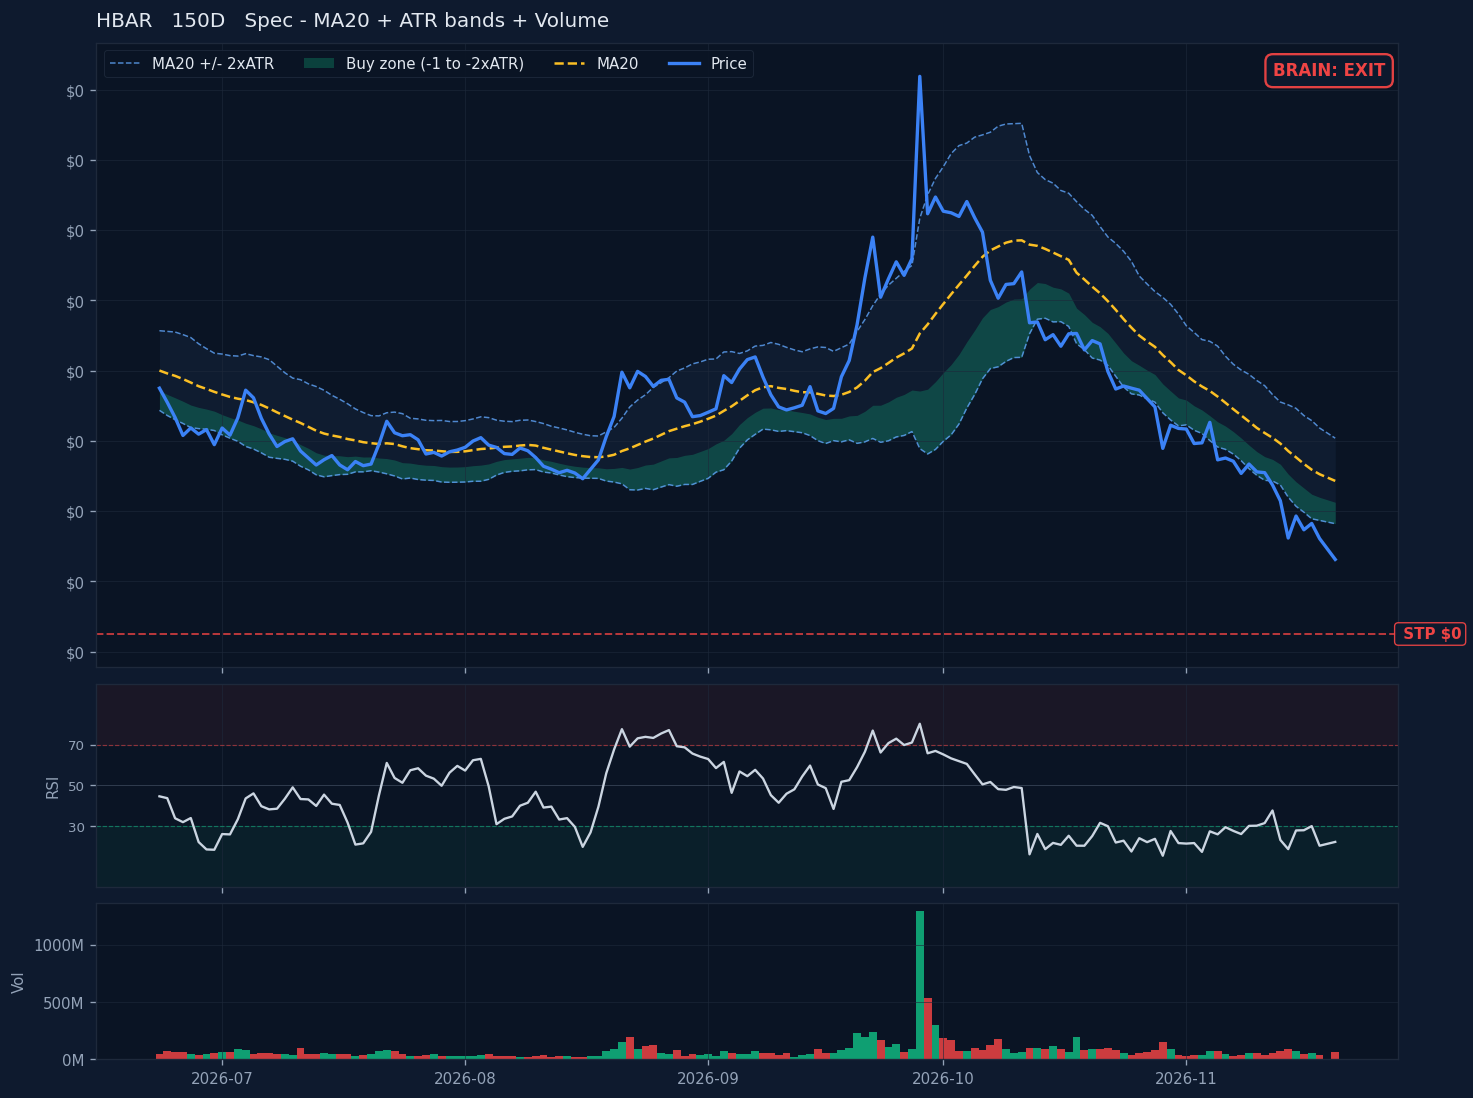 HBAR   150D   Spec - MA20 + ATR bands + Volume
MA20 +/- 2xATR   Buy zone (-1 to -2xATR)   MA20   Price
BRAIN: EXIT
$0
$0
$0
$0
$0
$0
$0
$0
$0
STP $0
RSI
70
50
30
Vol
1000M
500M
0M
2026-07   2026-08   2026-09   2026-10   2026-11